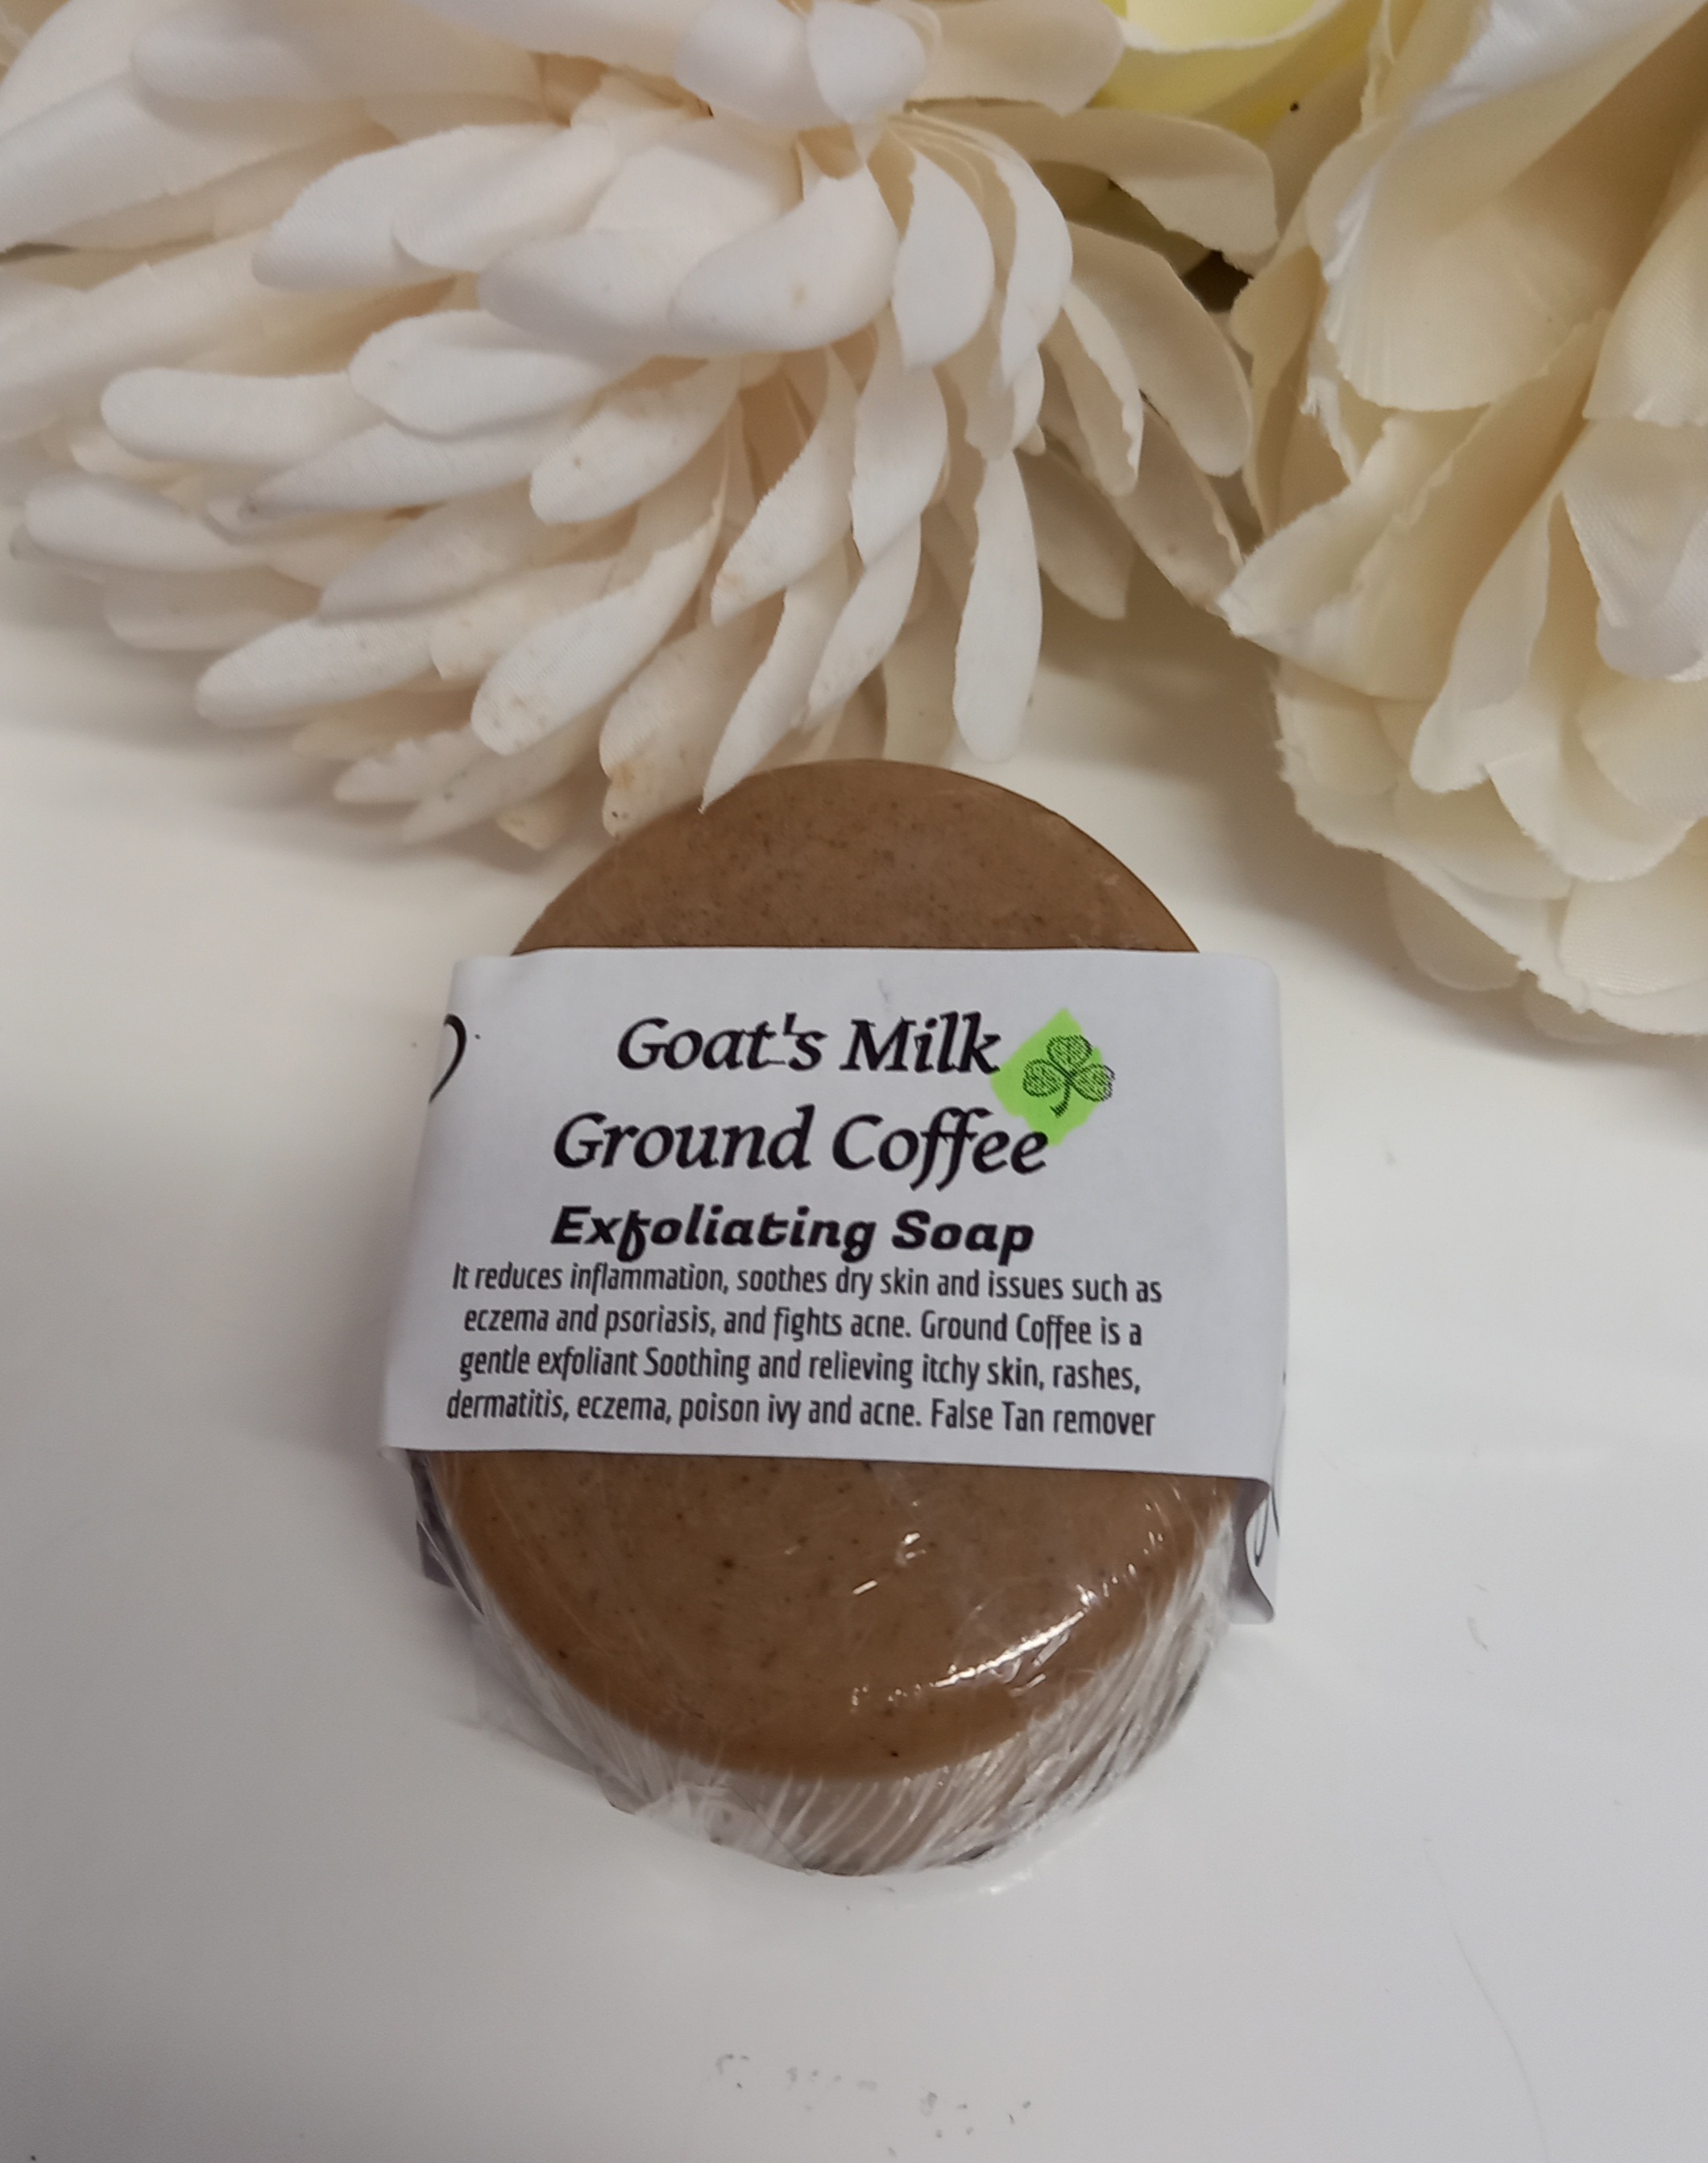 Goat's Milk
Ground Coffee
Exfoliating Soap
It reduces inflammation, soothes dry skin and issues such as
eczema and psoriasis, and fights acne. Ground Coffee is a
gentle exfoliant Soothing and relieving itchy skin, rashes,
dermatitis, eczema, poison ivy and acne. False Tan remover